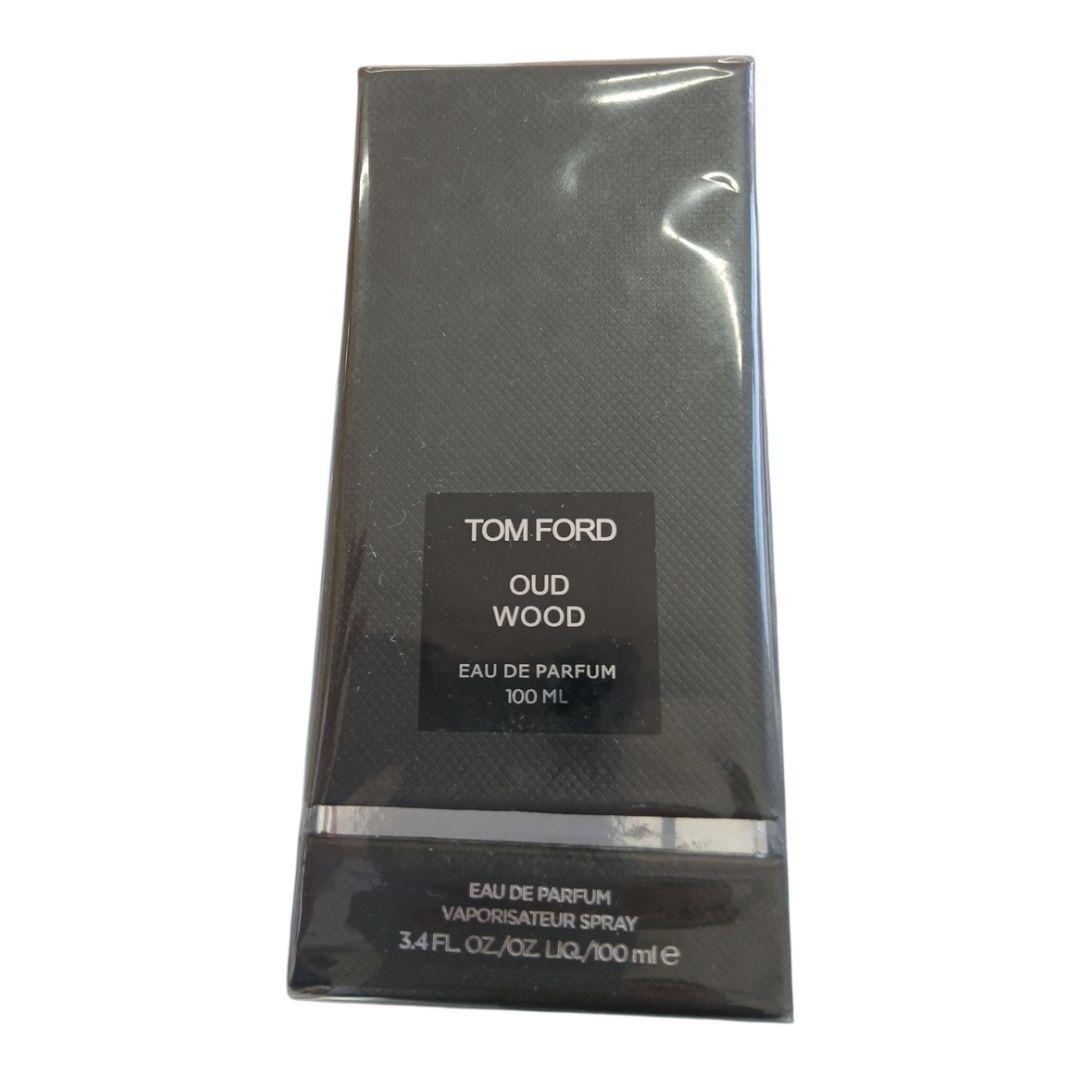 TOM FORD
OUD
WOOD
EAU DE PARFUM
100 ML
EAU DE PARFUM
VAPORISATEUR SPRAY
3.4 FL. OZ./OZ. LIQ./100 ml e